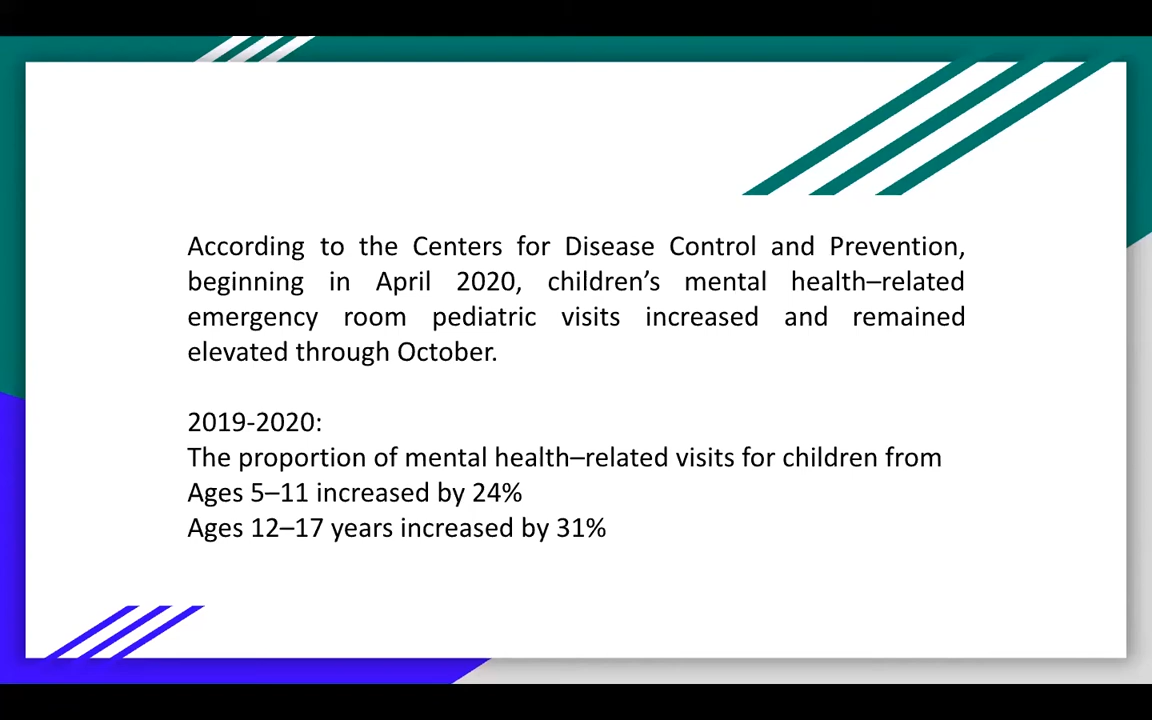 According to the Centers for Disease Control and Prevention,
beginning in April 2020, children’s mental health–related
emergency room pediatric visits increased and remained
elevated through October.
2019-2020:
The proportion of mental health–related visits for children from
Ages 5–11 increased by 24%
Ages 12–17 years increased by 31%